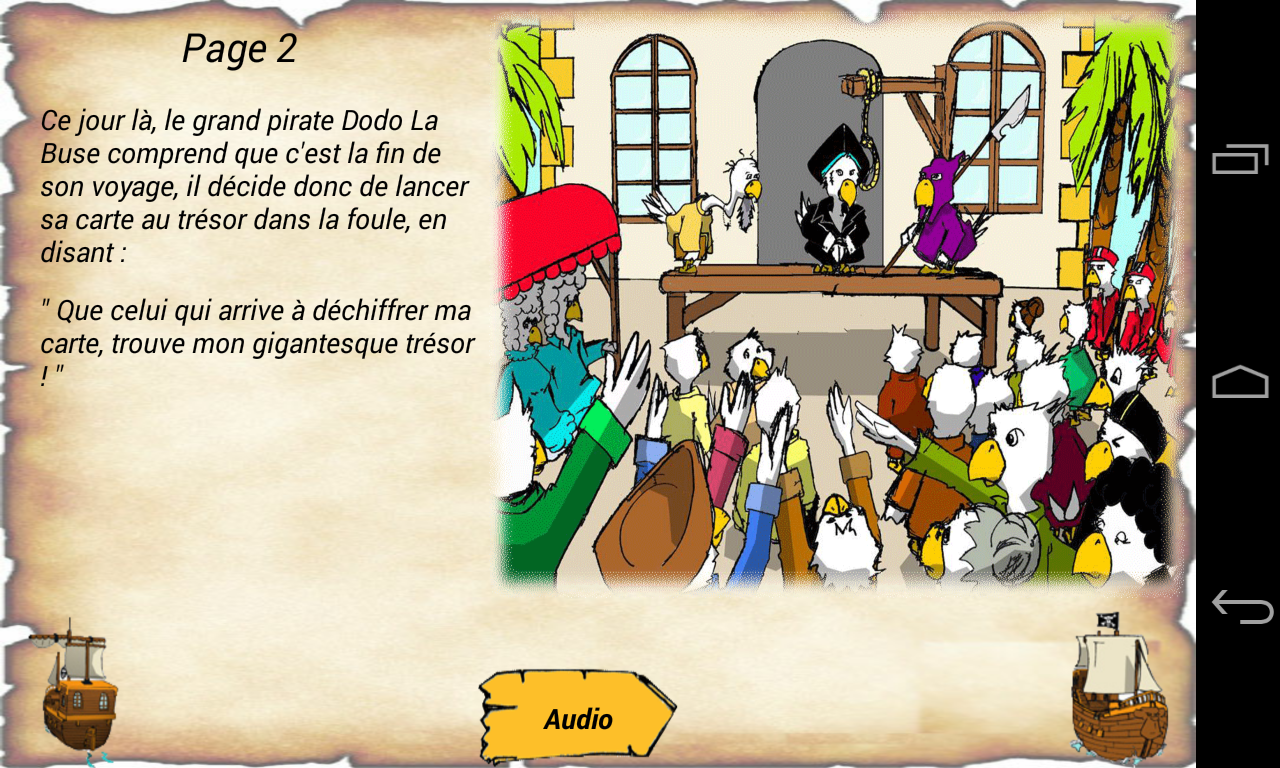 Page 2
Ce jour là, le grand pirate Dodo La
Buse comprend que c'est la fin de
son voyage, il décide donc de lancer
sa carte au trésor dans la foule, en
disant :
" Que celui qui arrive à déchiffrer ma
carte, trouve mon gigantesque trésor
! "
Audio